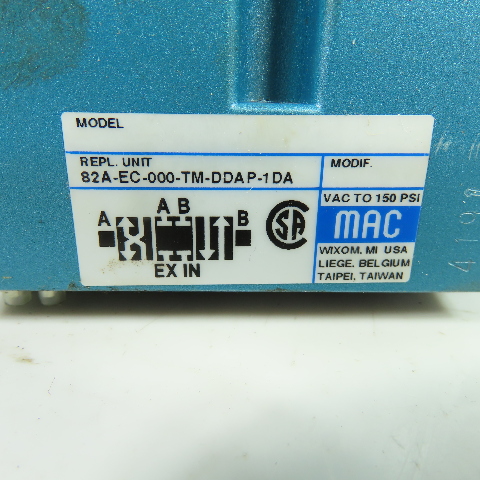 MODEL
REPL. UNIT
82A-EC-000-TM-DDAP-1DA
MODIF.
VAC TO 150 PSI
A B
A B
EX IN
SA
MAC
WIXOM, MI USA
LIEGE, BELGIUM
TAIPEI, TAIWAN